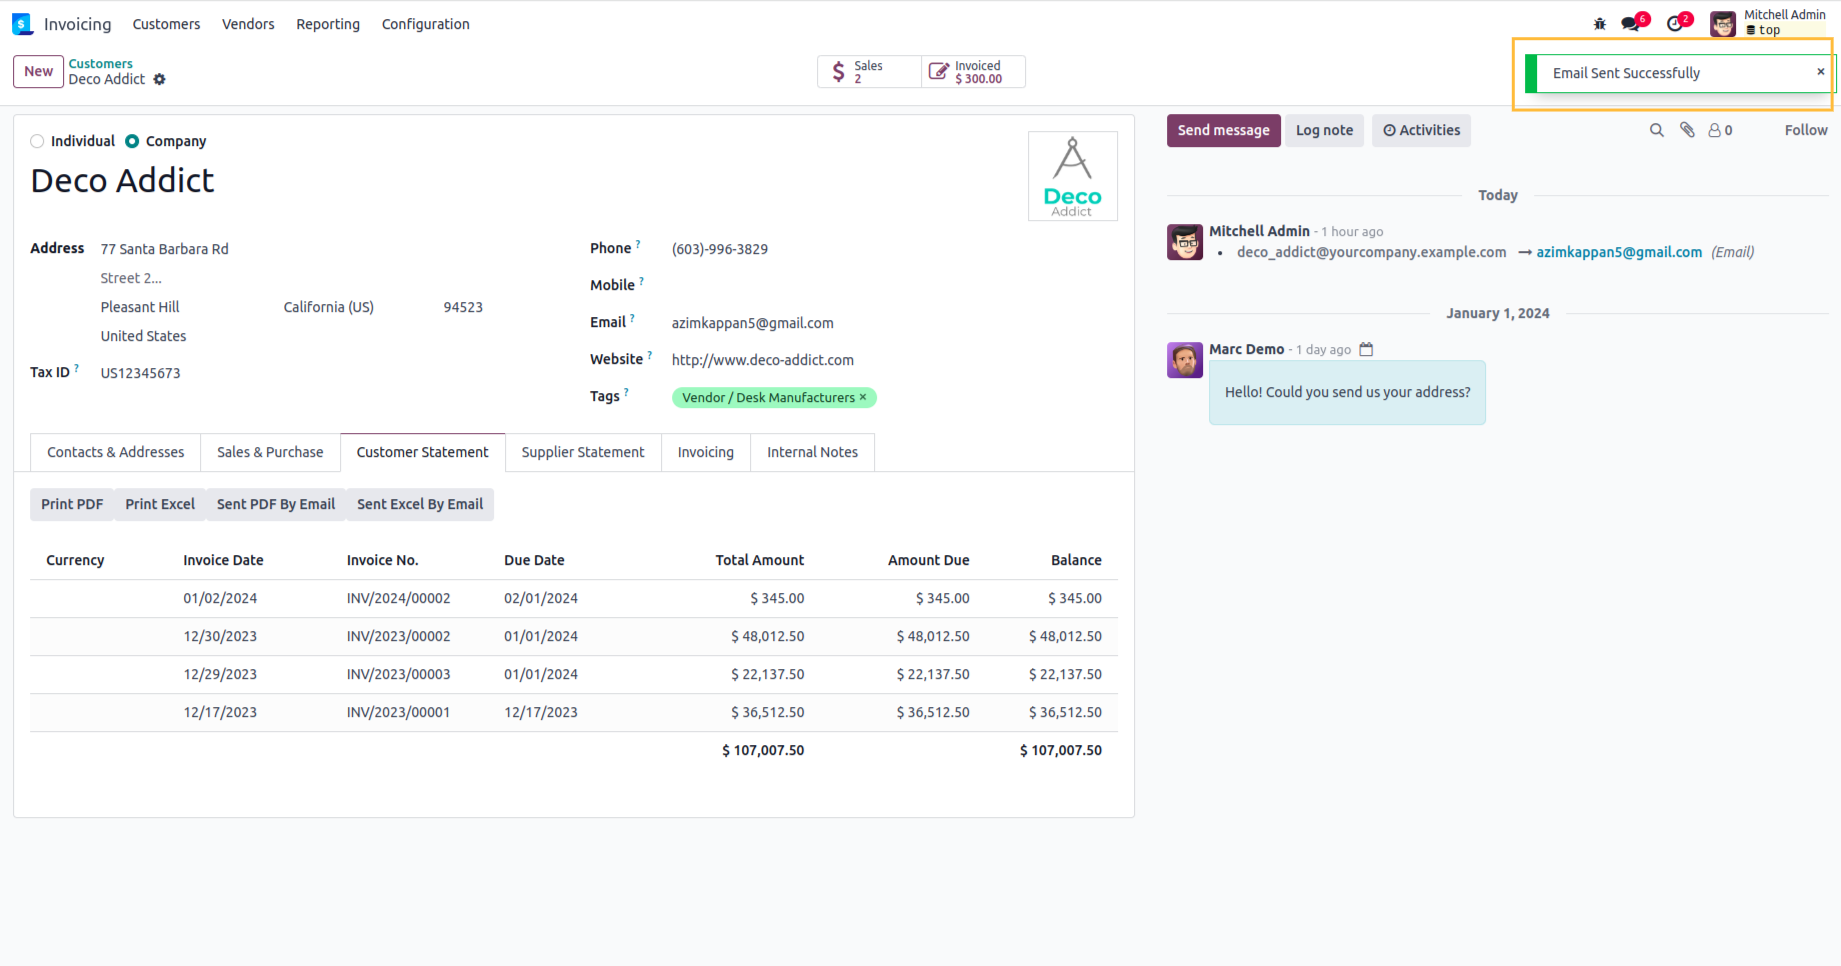 Invoicing Customers Vendors Reporting Configuration 6 2 Mitchell Admin
top
New Customers
Deco Addict
Sales
2
Invoiced
$ 300.00
Email Sent Successfully ×
Send message Log note Activities 0 Follow
Individual Company
Deco Addict
Deco
Addict
Address 77 Santa Barbara Rd
Street 2...
Pleasant Hill California (US) 94523
United States
Tax ID ? US12345673
Phone ? (603)-996-3829
Mobile ?
Email ? azimkappan5@gmail.com
Website ? http://www.deco-addict.com
Tags ? Vendor / Desk Manufacturers ×
Contacts & Addresses Sales & Purchase Customer Statement Supplier Statement Invoicing Internal Notes
Print PDF Print Excel Sent PDF By Email Sent Excel By Email
Currency Invoice Date Invoice No. Due Date Total Amount Amount Due Balance
01/02/2024 INV/2024/00002 02/01/2024 $ 345.00 $ 345.00 $ 345.00
12/30/2023 INV/2023/00002 01/01/2024 $ 48,012.50 $ 48,012.50 $ 48,012.50
12/29/2023 INV/2023/00003 01/01/2024 $ 22,137.50 $ 22,137.50 $ 22,137.50
12/17/2023 INV/2023/00001 12/17/2023 $ 36,512.50 $ 36,512.50 $ 36,512.50
$ 107,007.50 $ 107,007.50
Today
Mitchell Admin - 1 hour ago
• deco_addict@yourcompany.example.com → azimkappan5@gmail.com (Email)
January 1, 2024
Marc Demo - 1 day ago
Hello! Could you send us your address?